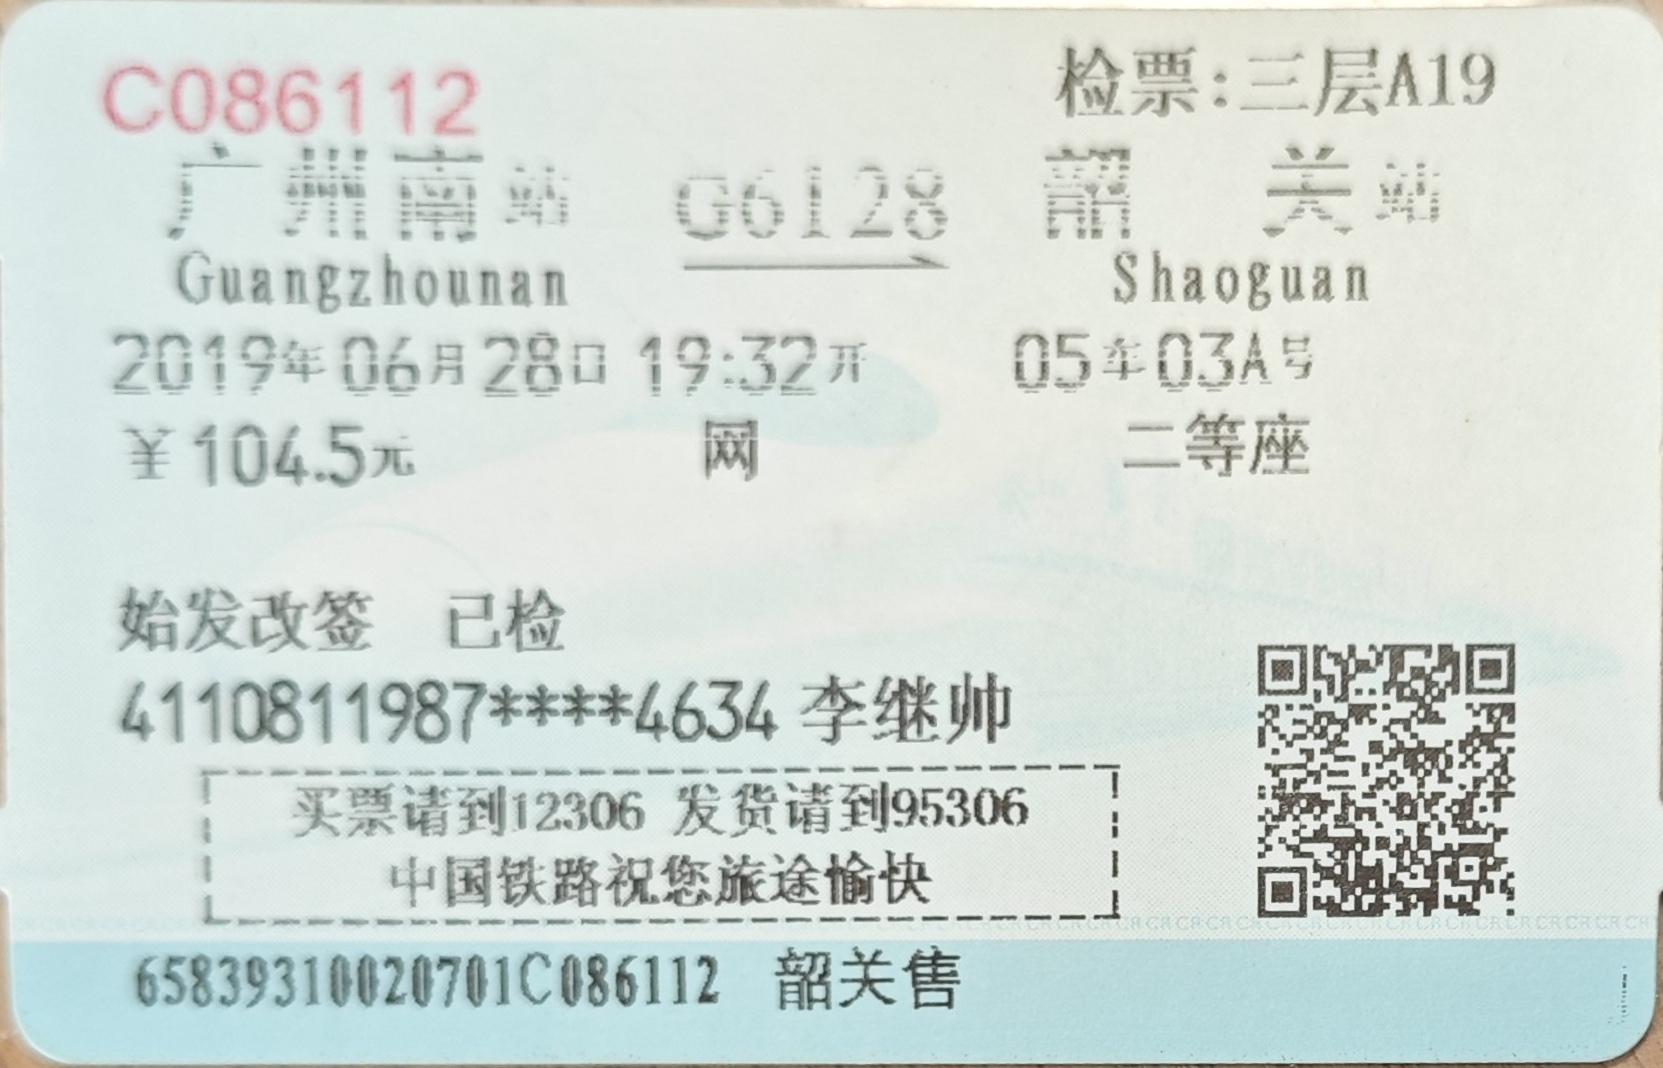 C086112 检票:三层A19
广州南站 G6128 韶关站
Guangzhounan Shaoguan
2019年06月28日 19:32开 05车03A号
¥104.5元 网 二等座
始发改签 已检
4110811987****4634 李继帅
买票请到12306 发货请到95306
中国铁路祝您旅途愉快
65839310020701C086112 韶关售